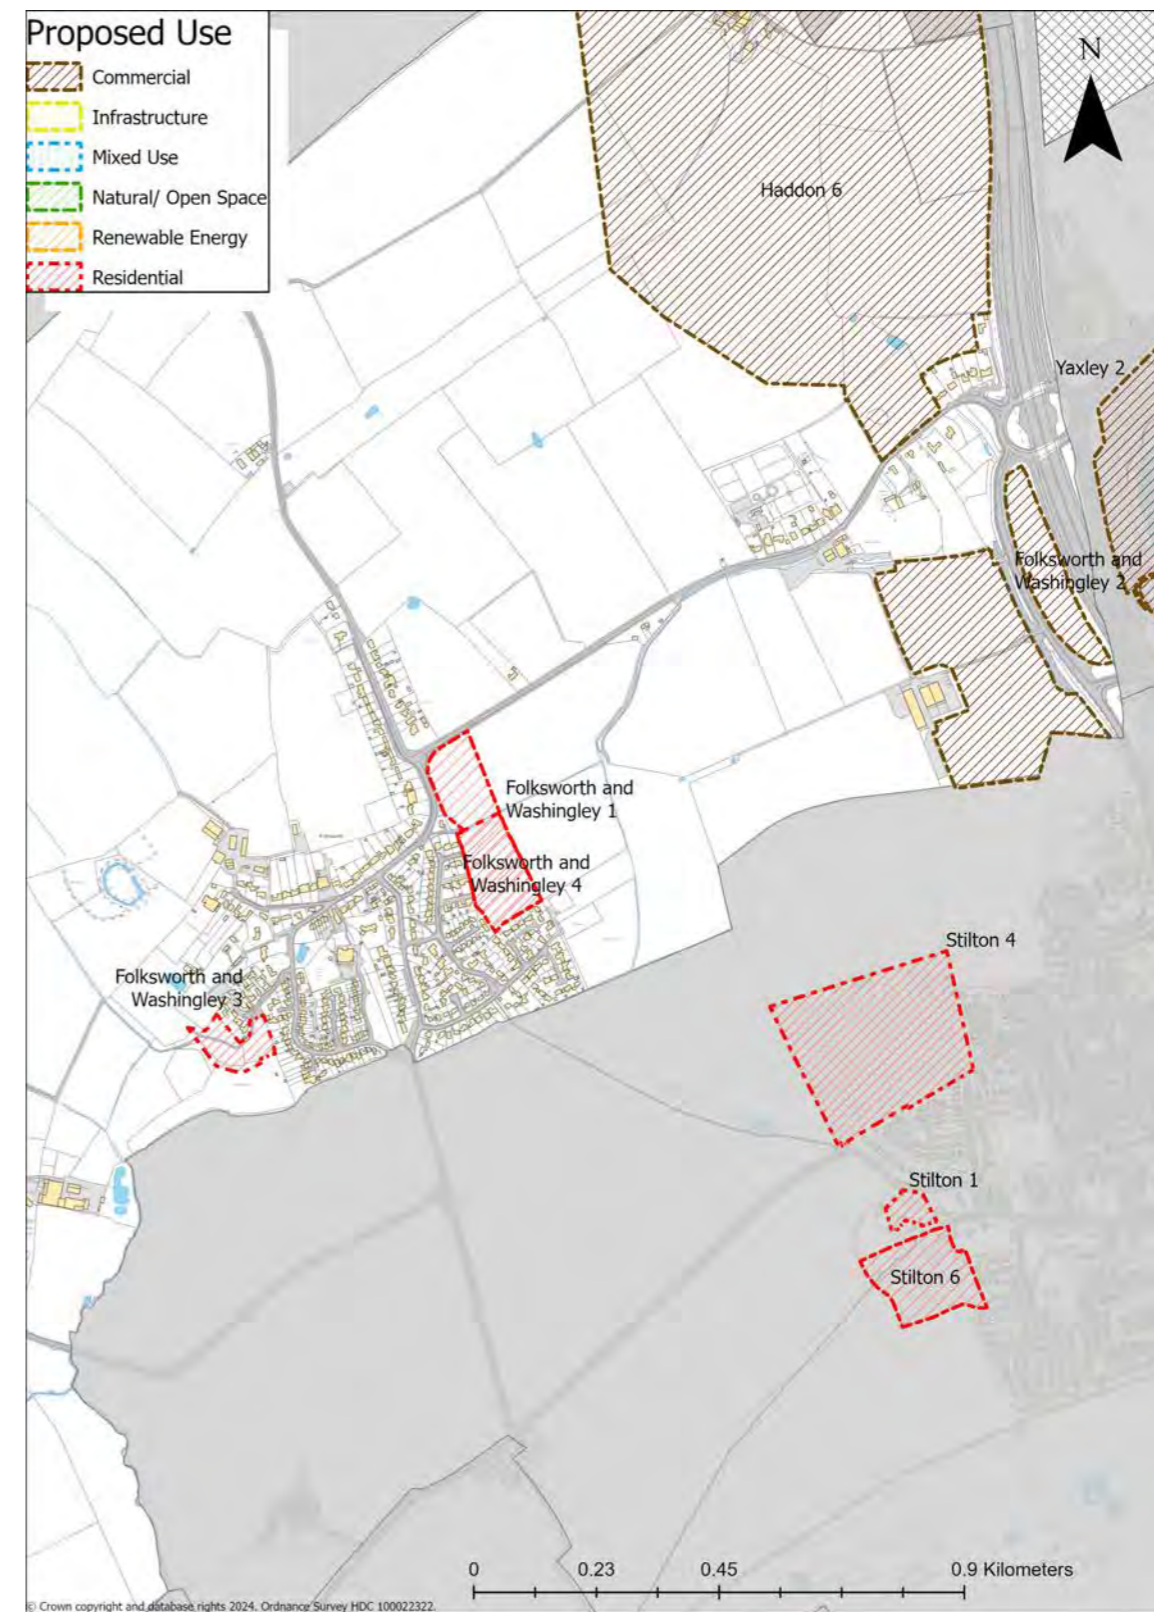 Proposed Use
Commercial
Infrastructure
Mixed Use
Natural/ Open Space
Renewable Energy
Residential
N
Haddon 6
Yaxley 2
Folksworth and
Washingley 2
Folksworth and
Washingley 1
Folksworth and
Washingley 4
Stilton 4
Folksworth and
Washingley 3
Stilton 1
Stilton 6
0 0.23 0.45 0.9 Kilometers
© Crown copyright and database rights 2024. Ordnance Survey HDC 100022322.